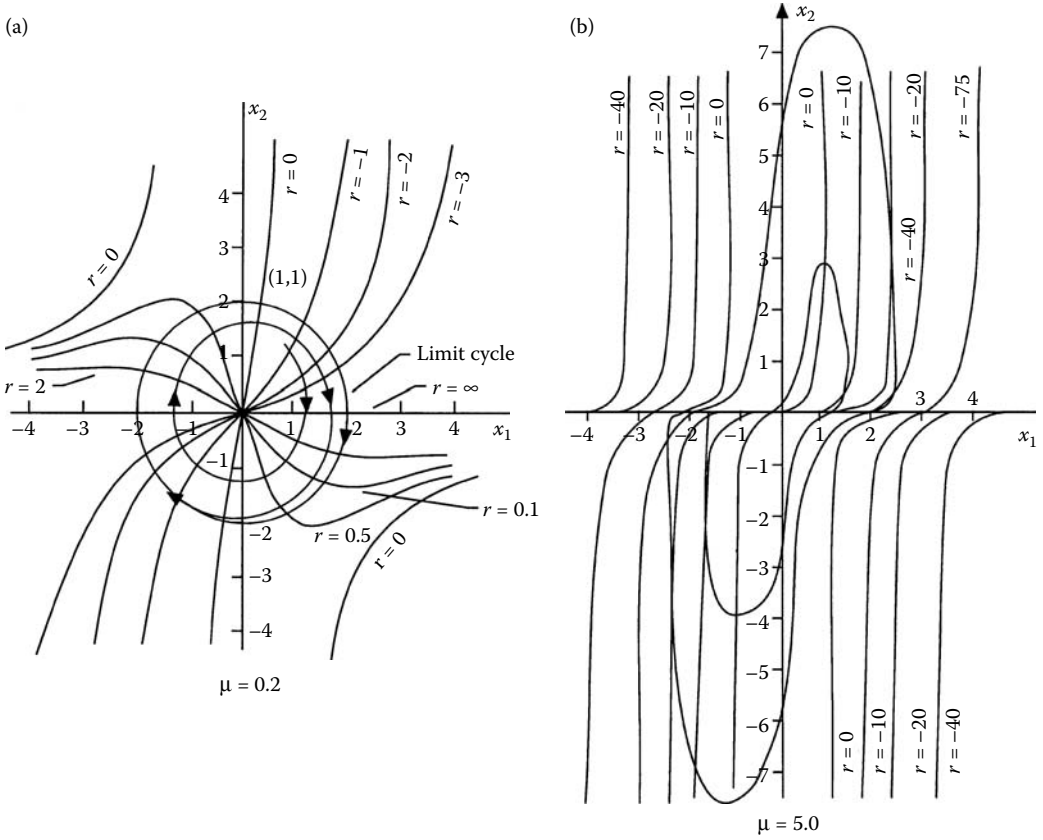 (a)
x2
r = 0
r = −1
r = −2
r = −3
r = 0
4
3
2
1
(1,1)
Limit cycle
r = ∞
r = 2
−4
−3
−2
−1
1
2
3
4
x1
−1
−2
−3
−4
r = 0.1
r = 0.5
r = 0
μ = 0.2
(b)
x2
7
6
5
4
3
2
1
r = −40
r = −20
r = −10
r = 0
r = 0
r = −10
r = −20
r = −75
r = −40
−4
−3
−2
−1
1
2
3
4
x1
−1
−2
−3
−4
−5
−6
−7
r = 0
r = −10
r = −20
r = −40
μ = 5.0